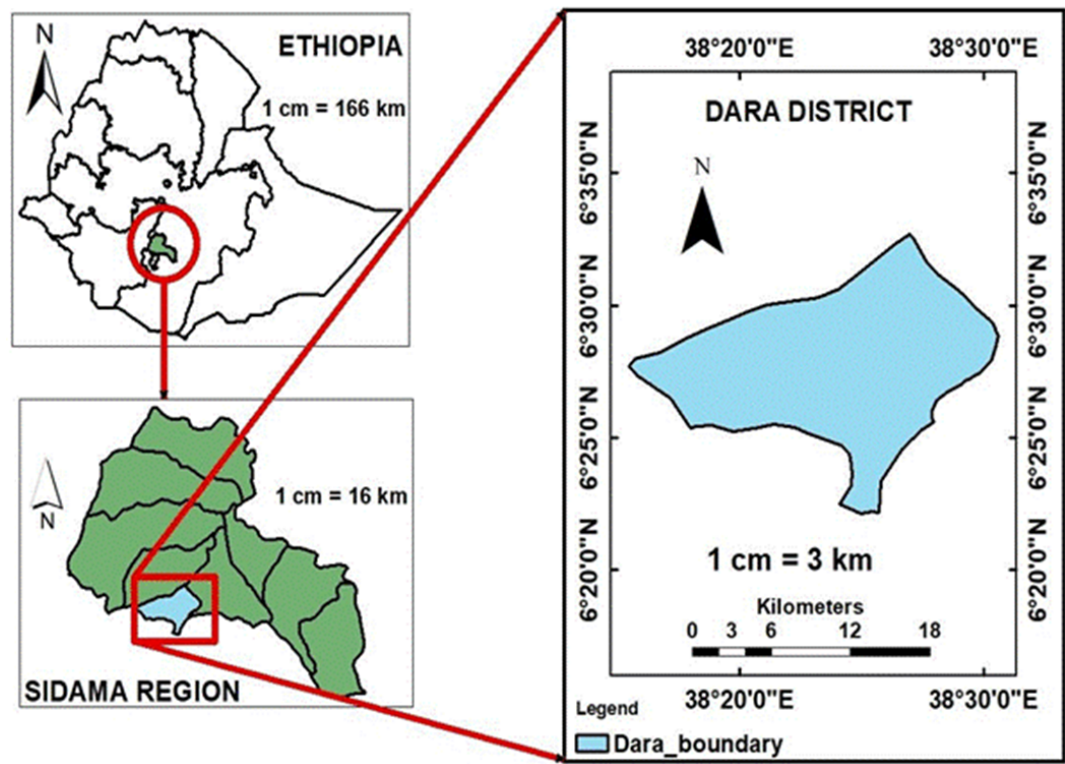 N
ETHIOPIA
1 cm = 166 km
N
1 cm = 16 km
SIDAMA REGION
38°20'0"E 38°30'0"E
DARA DISTRICT
N
6°35'0"N 6°35'0"N
6°30'0"N 6°30'0"N
6°25'0"N 6°25'0"N
6°20'0"N 6°20'0"N
1 cm = 3 km
Kilometers
0 3 6 12 18
38°20'0"E 38°30'0"E
Legend
Dara_boundary